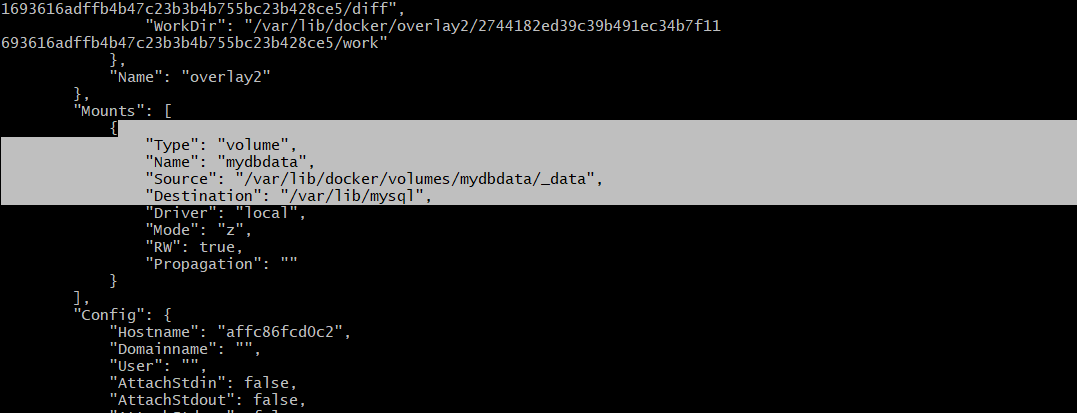 1693616adffb4b47c23b3b4b755bc23b428ce5/diff",
"WorkDir": "/var/lib/docker/overlay2/2744182ed39c39b491ec34b7f11
693616adffb4b47c23b3b4b755bc23b428ce5/work"
},
"Name": "overlay2"
},
"Mounts": [
{
"Type": "volume",
"Name": "mydbdata",
"Source": "/var/lib/docker/volumes/mydbdata/_data",
"Destination": "/var/lib/mysql",
"Driver": "local",
"Mode": "z",
"RW": true,
"Propagation": ""
}
],
"Config": {
"Hostname": "affc86fcd0c2",
"Domainname": "",
"User": "",
"AttachStdin": false,
"AttachStdout": false,